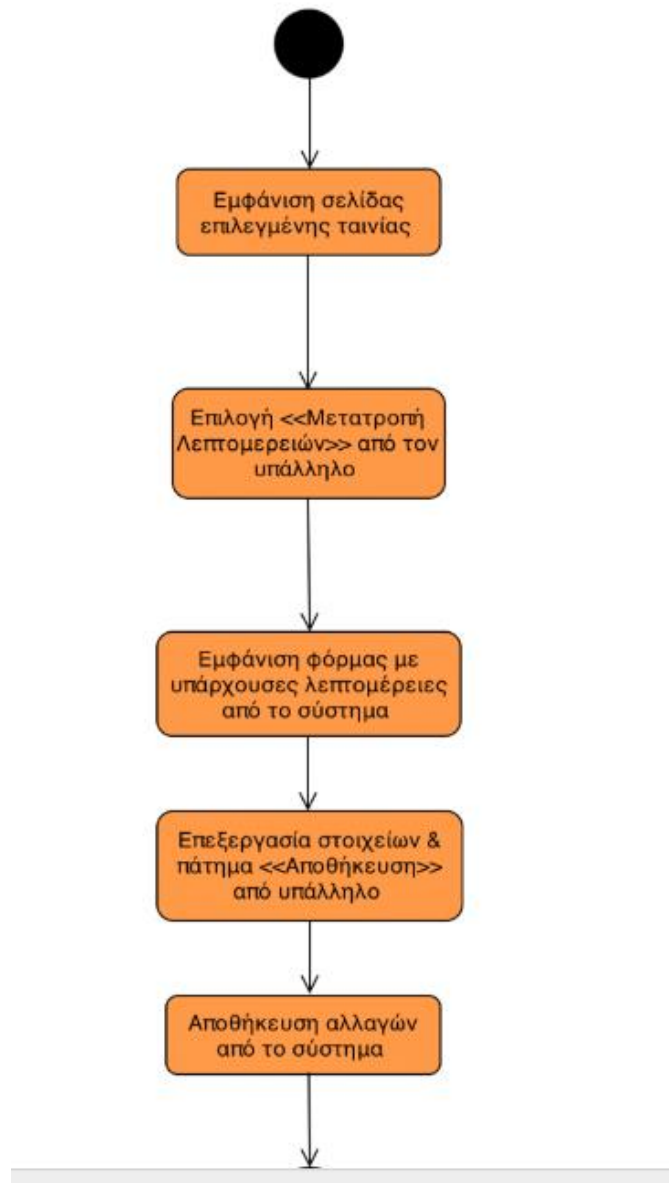 Εμφάνιση σελίδας
επιλεγμένης ταινίας
Επιλογή <<Μετατροπή
Λεπτομερειών>> από τον
υπάλληλο
Εμφάνιση φόρμας με
υπάρχουσες λεπτομέρειες
από το σύστημα
Επεξεργασία στοιχείων &
πάτημα <<Αποθήκευση>>
από υπάλληλο
Αποθήκευση αλλαγών
από το σύστημα